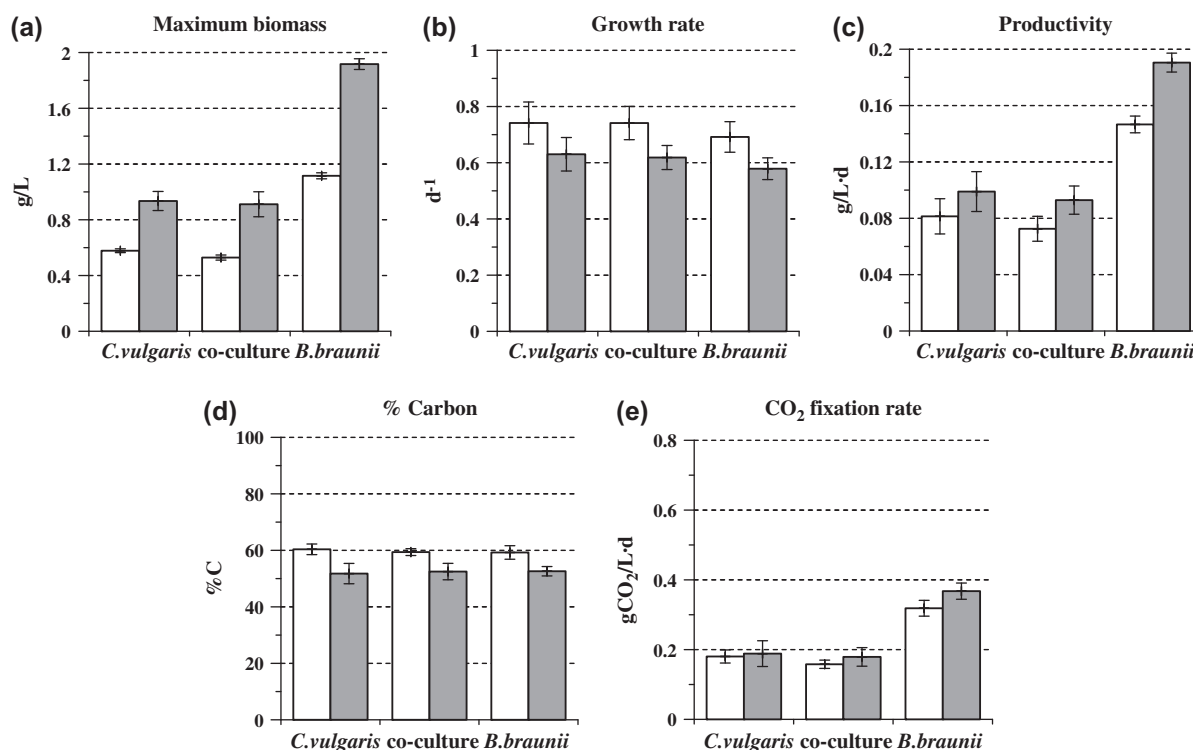 (a) Maximum biomass
2
1.6
1.2
0.8
0.4
0
g/L
C.vulgaris co-culture B.braunii
(b) Growth rate
1
0.8
0.6
0.4
0.2
0
d-1
C.vulgaris co-culture B.braunii
(c) Productivity
0.2
0.16
0.12
0.08
0.04
0
g/L·d
C.vulgaris co-culture B.braunii
(d) % Carbon
100
80
60
40
20
0
%C
C.vulgaris co-culture B.braunii
(e) CO2 fixation rate
0.8
0.6
0.4
0.2
0
gCO2/L·d
C.vulgaris co-culture B.braunii